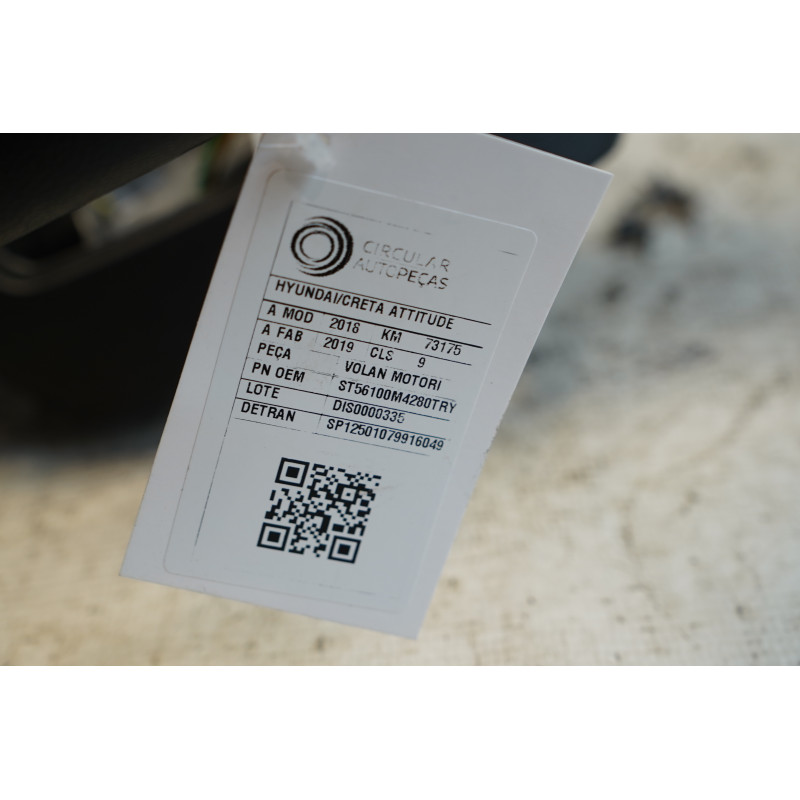 CIRCULAR
AUTOPEÇAS
HYUNDAI/CRETA ATTITUDE
A MOD 2018 KM 73175
A FAB 2019 CLS 9
PEÇA VOLAN MOTORI
PN OEM ST56100M4280TRY
LOTE DIS0000335
DETRAN SP12501079916049